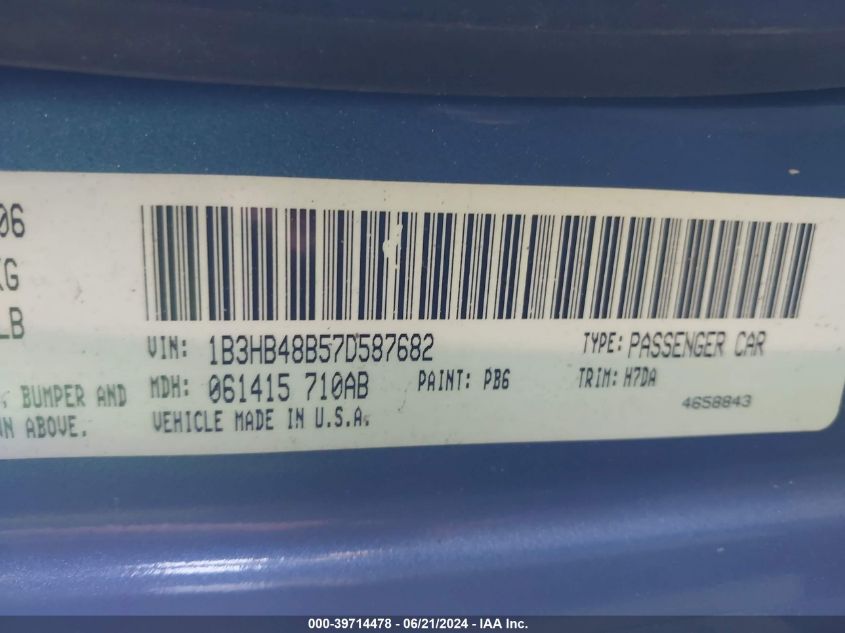 06
KG
LB
VIN: 1B3HB48B57D587682 TYPE: PASSENGER CAR
BUMPER AND MDH: 061415 710AB PAINT: PB6 TRIM: H7DA
4658843
ABOVE. VEHICLE MADE IN U.S.A.
000-39714478 - 06/21/2024 - IAA Inc.